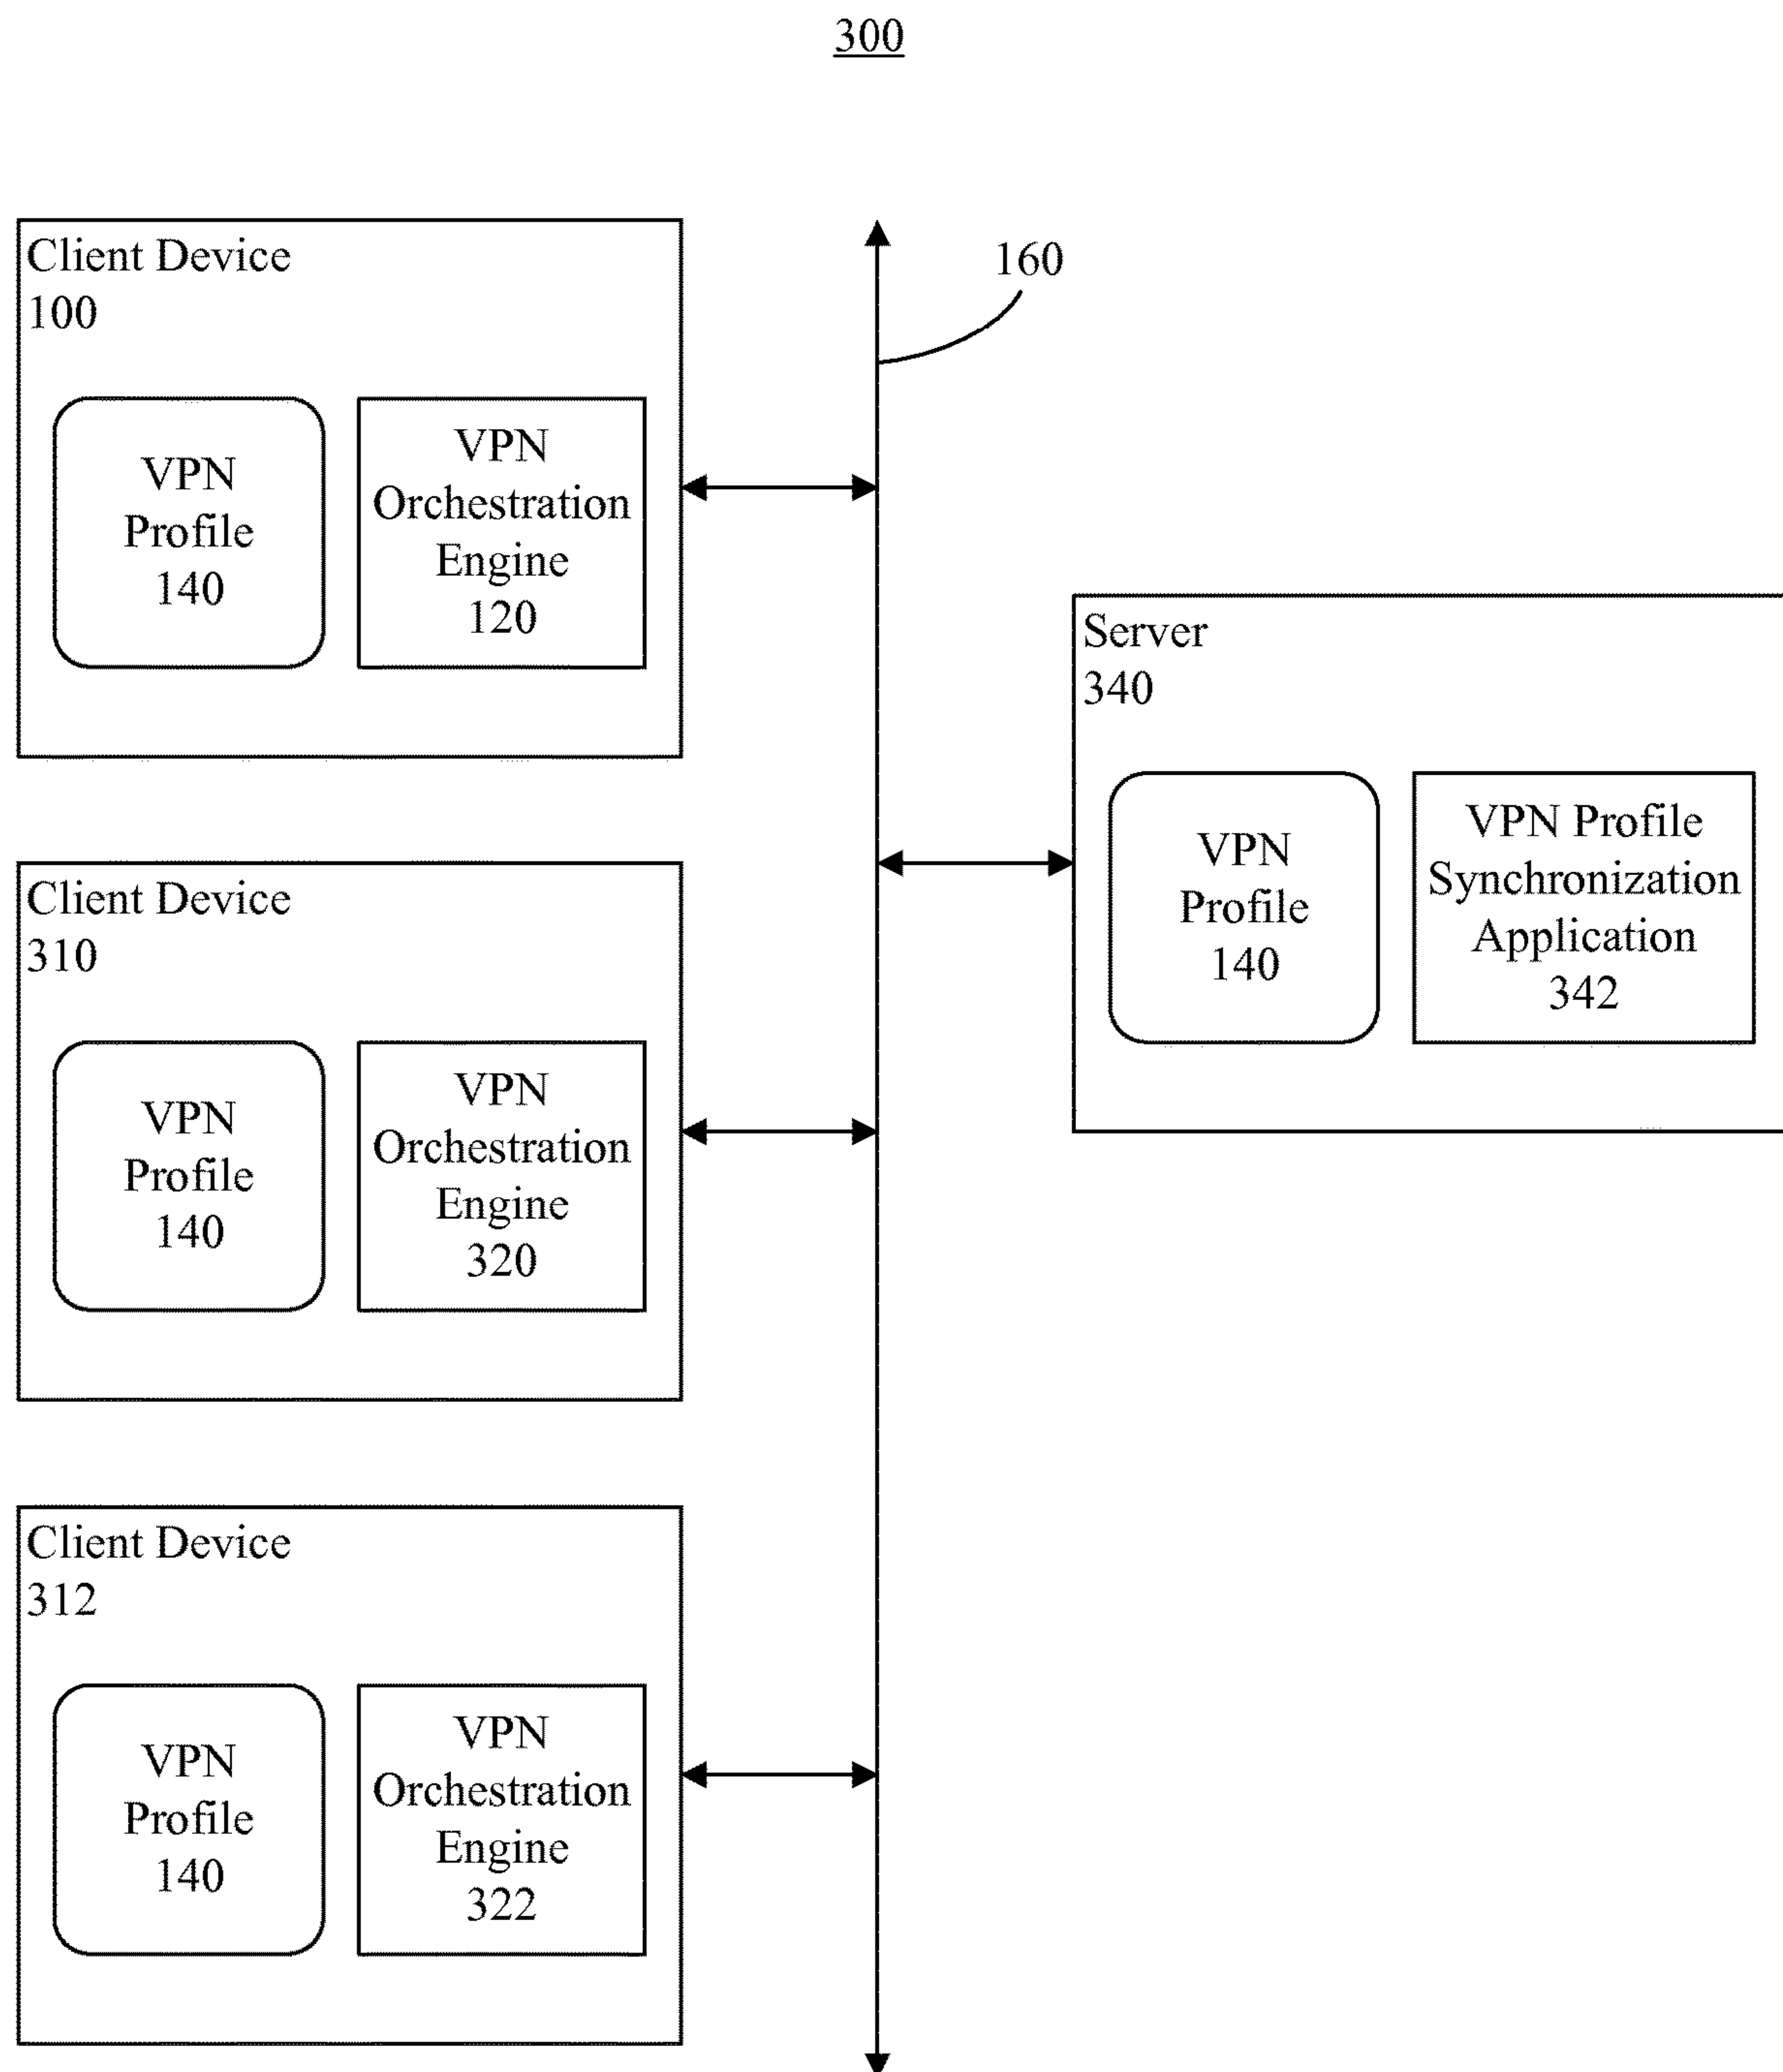 300
Client Device
100
VPN
Profile
140
VPN
Orchestration
Engine
120
160
Server
340
VPN
Profile
140
VPN Profile
Synchronization
Application
342
Client Device
310
VPN
Profile
140
VPN
Orchestration
Engine
320
Client Device
312
VPN
Profile
140
VPN
Orchestration
Engine
322